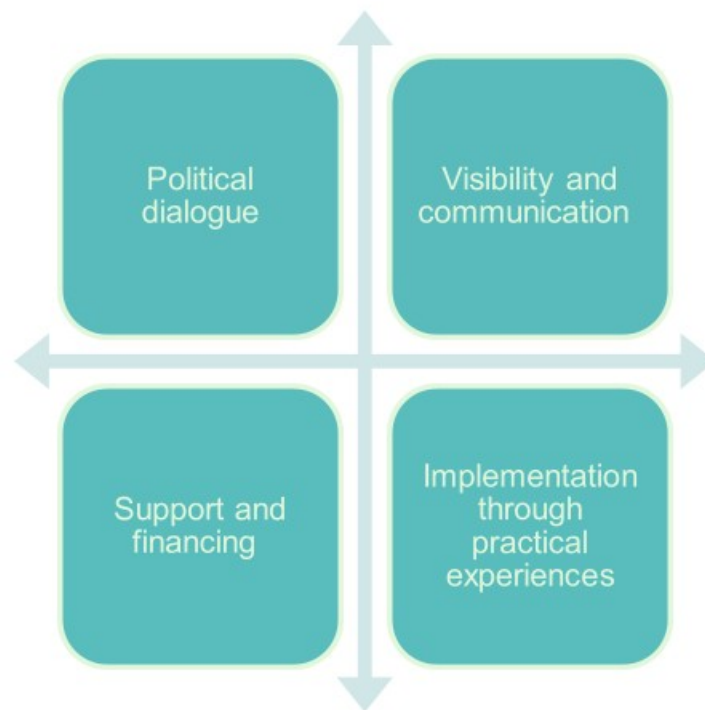 Political
dialogue
Visibility and
communication
Support and
financing
Implementation
through
practical
experiences